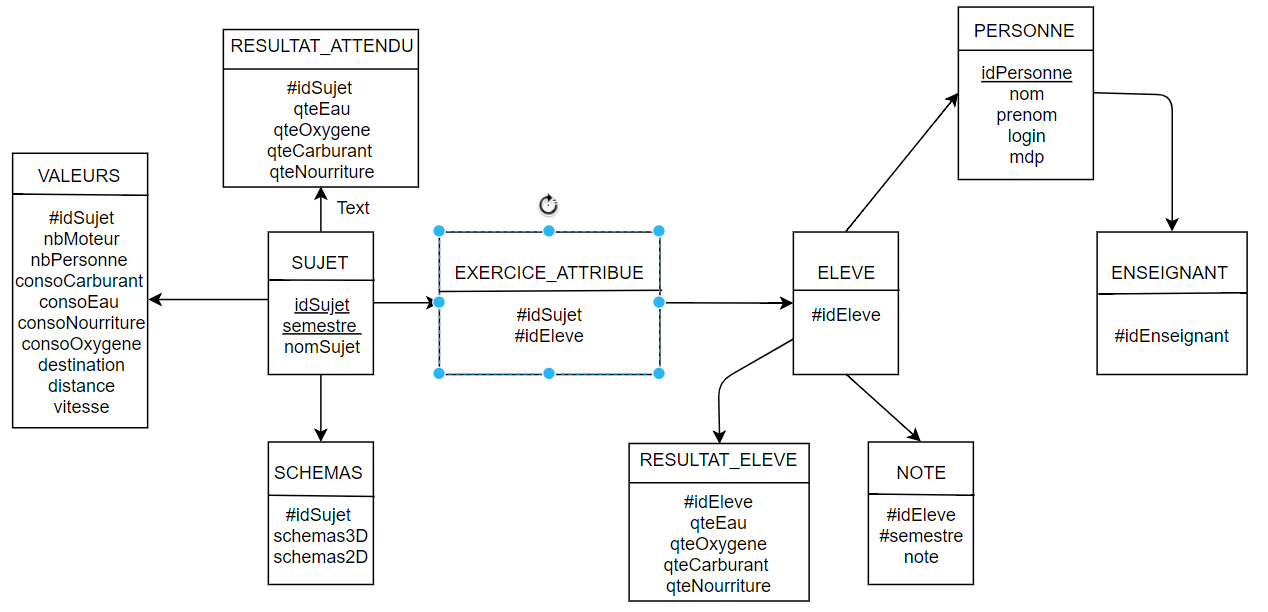 PERSONNE
idPersonne
nom
prenom
login
mdp
RESULTAT_ATTENDU
#idSujet
qteEau
qteOxygene
qteCarburant
qteNourriture
Text
VALEURS
#idSujet
nbMoteur
nbPersonne
consoCarburant
consoEau
consoNourriture
consoOxygene
destination
distance
vitesse
SUJET
idSujet
semestre
nomSujet
EXERCICE_ATTRIBUE
#idSujet
#idEleve
ELEVE
#idEleve
ENSEIGNANT
#idEnseignant
SCHEMAS
#idSujet
schemas3D
schemas2D
RESULTAT_ELEVE
#idEleve
qteEau
qteOxygene
qteCarburant
qteNourriture
NOTE
#idEleve
#semestre
note